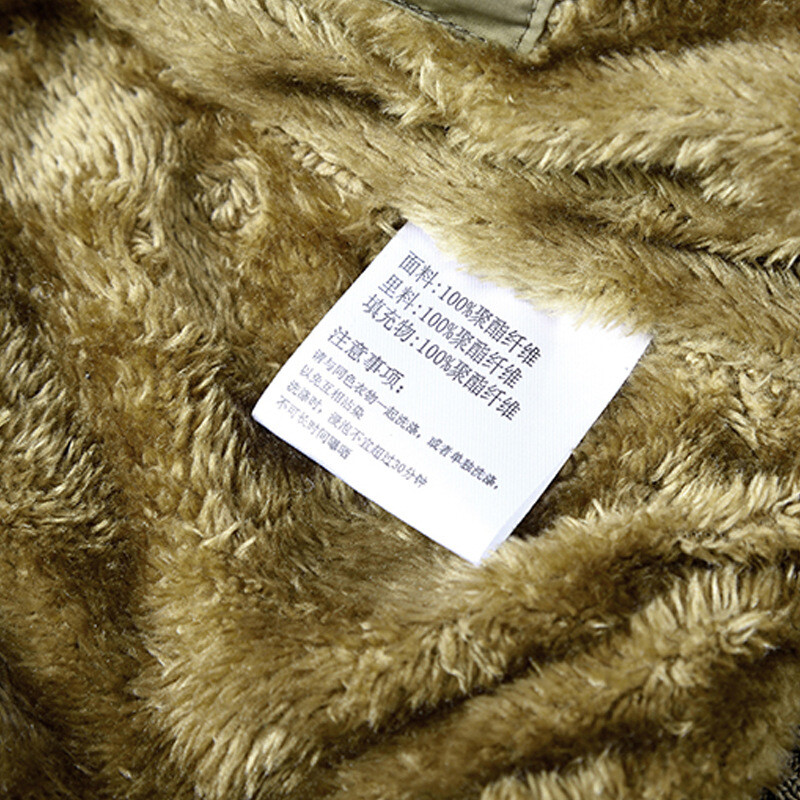 面料:100%聚酯纤维
里料:100%聚酯纤维
填充物:100%聚酯纤维
注意事项:
请与同色衣物一起洗涤,或者单独洗涤,
以免互相沾染
洗涤时,浸泡不宜超过30分钟
不可长时间曝晒